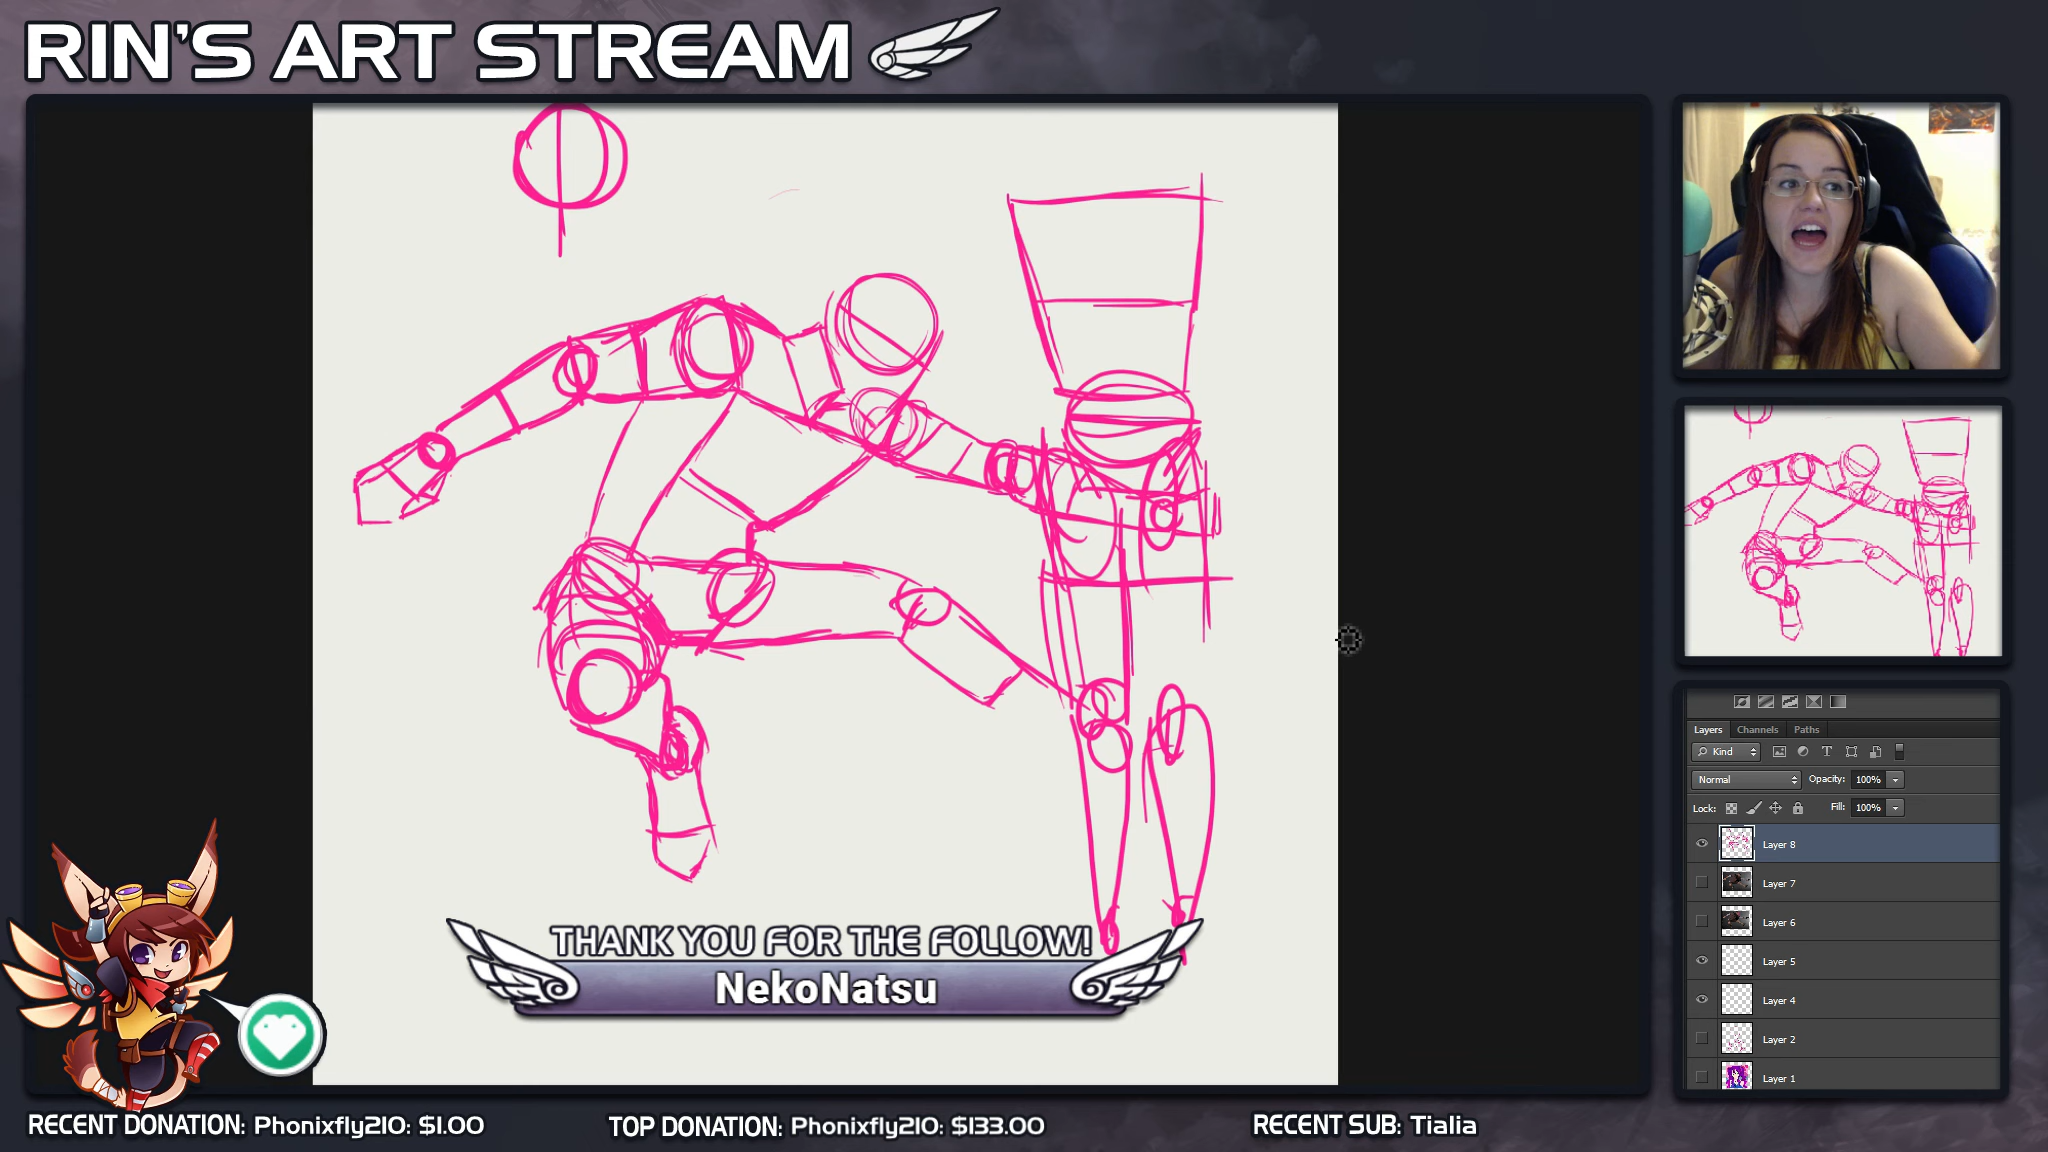 RIN'S ART STREAM
THANK YOU FOR THE FOLLOW!
NekoNatsu
Layers Channels Paths
Kind
Normal Opacity: 100%
Lock: Fill: 100%
Layer 8
Layer 7
Layer 6
Layer 5
Layer 4
Layer 2
Layer 1
RECENT DONATION: Phonixfly210: $1.00 TOP DONATION: Phonixfly210: $133.00 RECENT SUB: Tialia